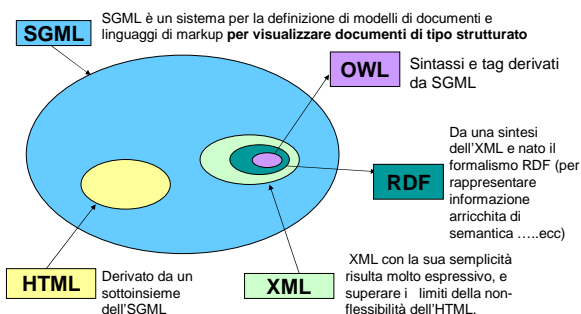 SGML è un sistema per la definizione di modelli di documenti e
linguaggi di markup per visualizzare documenti di tipo strutturato
SGML
OWL
Sintassi e tag derivati
da SGML
Da una sintesi
dell'XML e nato il
formalismo RDF (per
rappresentare
informazione
arricchita di
semantica …..ecc)
RDF
HTML
Derivato da un
sottoinsieme
dell'SGML
XML
XML con la sua semplicità
risulta molto espressivo, e
superare i limiti della non-
flessibilità dell'HTML.